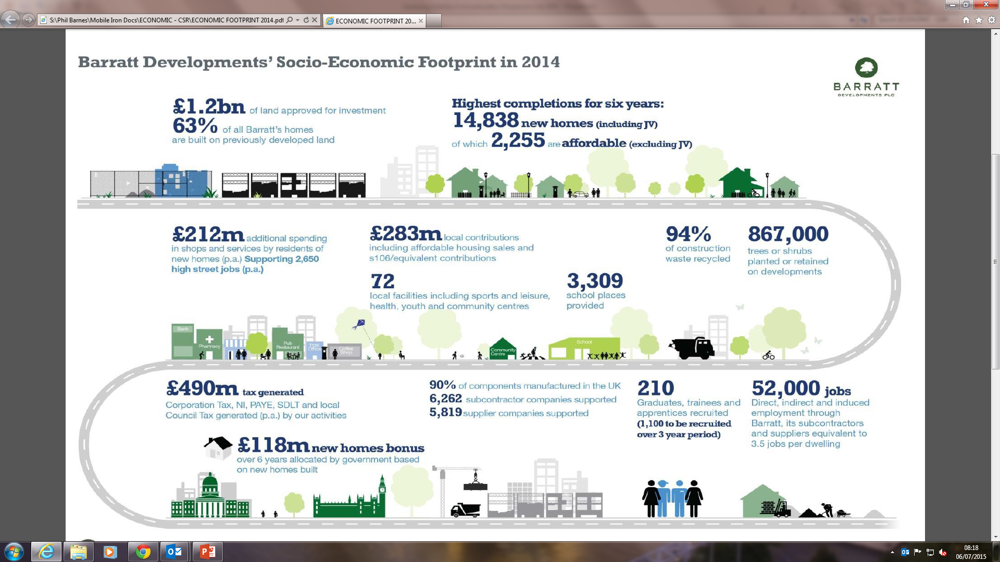 S:\Phil Barnes\Mobile Iron Docs\ECONOMIC - CSR\ECONOMIC FOOTPRINT 2014.pdf
ECONOMIC FOOTPRINT 20...
Barratt Developments’ Socio-Economic Footprint in 2014
BARRATT
DEVELOPMENTS PLC
£1.2bn of land approved for investment
63% of all Barratt’s homes
are built on previously developed land
Highest completions for six years:
14,838 new homes (including JV)
of which 2,255 are affordable (excluding JV)
£212m additional spending
in shops and services by residents of
new homes (p.a.) Supporting 2,650
high street jobs (p.a.)
£283m local contributions
including affordable housing sales and
s106/equivalent contributions
72
local facilities including sports and leisure,
health, youth and community centres
3,309
school places
provided
94%
of construction
waste recycled
867,000
trees or shrubs
planted or retained
on developments
Bank
Pharmacy
Pub
Restaurant
Post
Office
Coffee
Shop
Community
Centre
School
£490m tax generated
Corporation Tax, NI, PAYE, SDLT and local
Council Tax generated (p.a.) by our activities
£118m new homes bonus
over 6 years allocated by government based
on new homes built
90% of components manufactured in the UK
6,262 subcontractor companies supported
5,819 supplier companies supported
210
Graduates, trainees and
apprentices recruited
(1,100 to be recruited
over 3 year period)
52,000 jobs
Direct, indirect and induced
employment through
Barratt, its subcontractors
and suppliers equivalent to
3.5 jobs per dwelling
08:18
06/07/2015